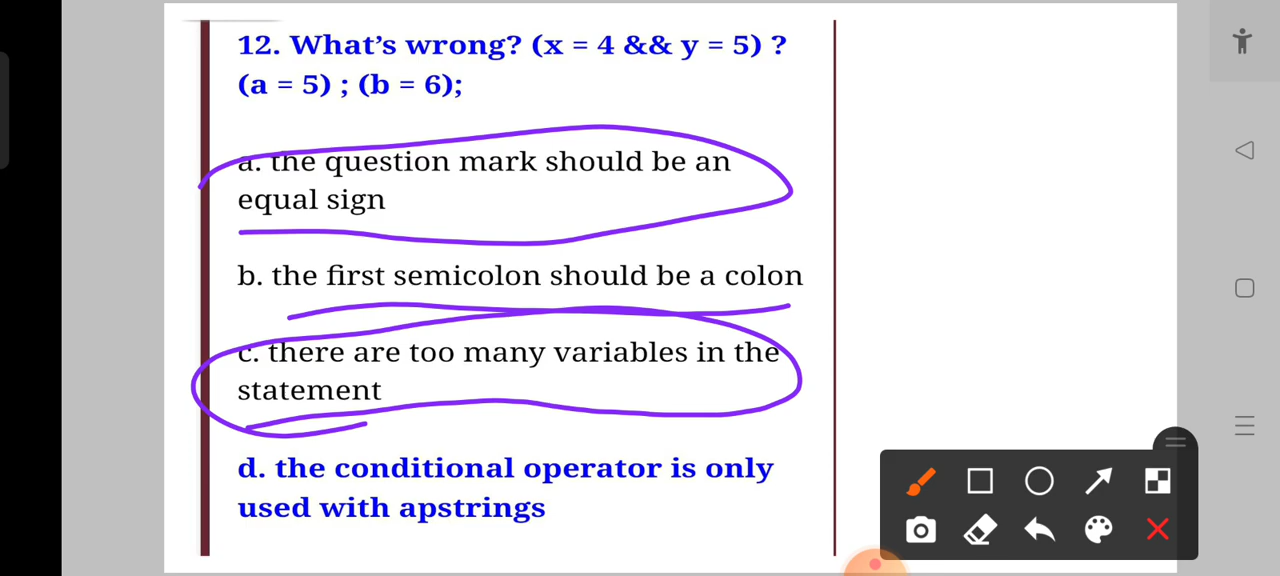 12. What’s wrong? (x = 4 && y = 5) ?
(a = 5) ; (b = 6);
a. the question mark should be an
equal sign
b. the first semicolon should be a colon
c. there are too many variables in the
statement
d. the conditional operator is only
used with apstrings